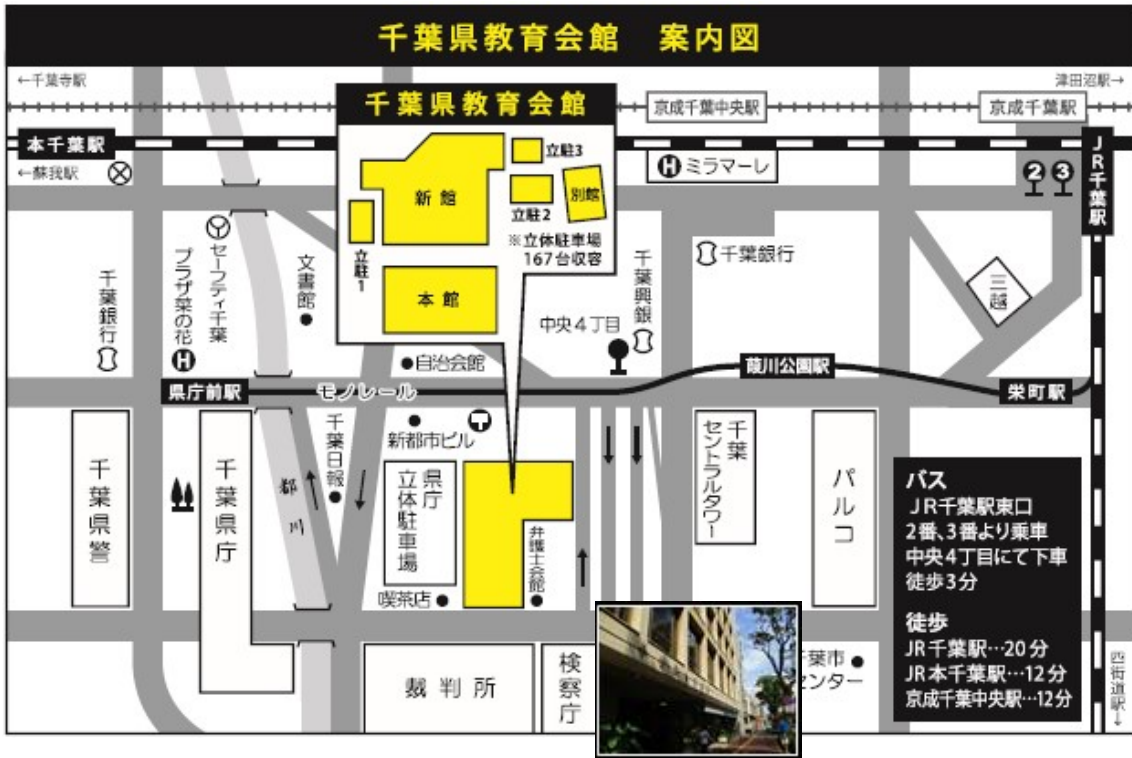 千葉県教育会館 案内図
←千葉寺駅
津田沼駅→
千葉県教育会館
京成千葉中央駅
京成千葉駅
本千葉駅
JR千葉駅
←蘇我駅
H ミラマーレ
2 3
新館
立駐3
立駐2
別館
立駐1
※立体駐車場
167台収容
本館
セーフティ千葉
プラザ菜の花
H
文書館
千葉銀行
千葉銀行
千葉興銀
三越
中央4丁目
自治会館
県庁前駅
モノレール
葭川公園駅
栄町駅
新都市ビル
千葉日報
千葉県警
千葉県庁
都川
県庁
立体駐車場
弁護士会館
喫茶店
千葉
セントラルタワー
パルコ
バス
JR千葉駅東口
2番、3番より乗車
中央4丁目にて下車
徒歩3分
徒歩
JR千葉駅…20分
JR本千葉駅…12分
京成千葉中央駅…12分
裁判所
検察庁
葉市
センター
四街道駅→